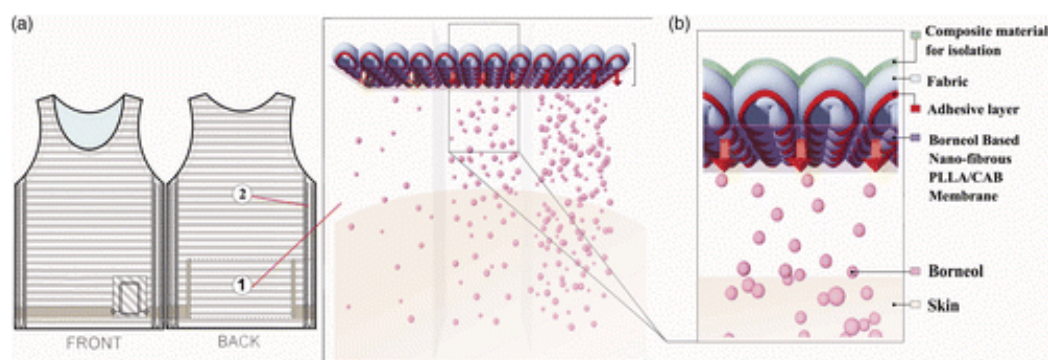 (a)
2
1
FRONT
BACK
(b)
Composite material
for isolation
Fabric
Adhesive layer
Borneol Based
Nano-fibrous
PLLA/CAB
Membrane
Borneol
Skin